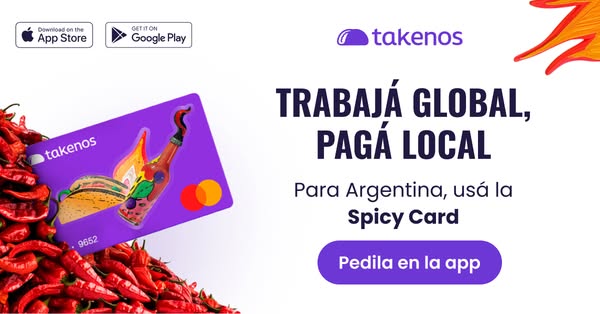 Download on the
App Store
GET IT ON
Google Play
takenos
TRABAJÁ GLOBAL,
PAGÁ LOCAL
Para Argentina, usá la
Spicy Card
Pedila en la app
takenos
9652